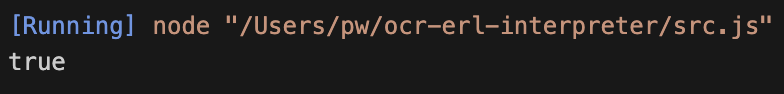 [Running] node "/Users/pw/ocr-erl-interpreter/src.js"
true